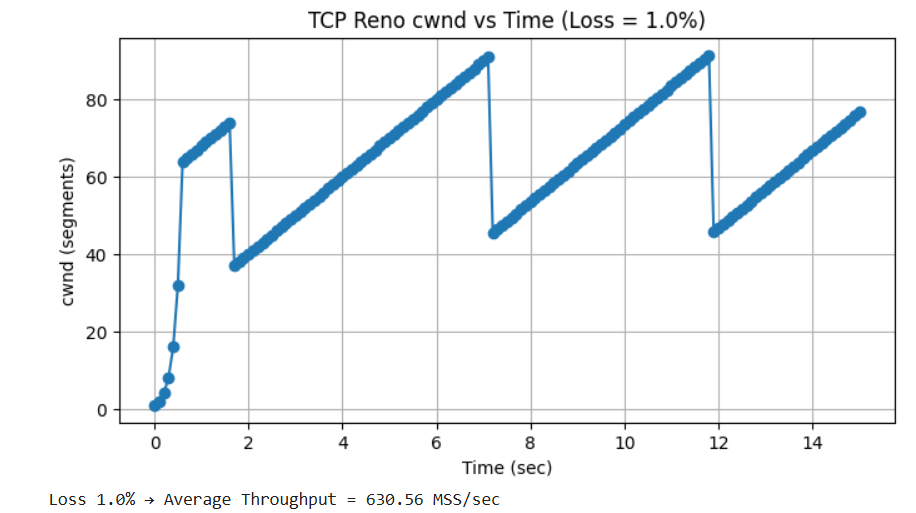 TCP Reno cwnd vs Time (Loss = 1.0%)
80
60
40
20
0
cwnd (segments)
0 2 4 6 8 10 12 14
Time (sec)
Loss 1.0% → Average Throughput = 630.56 MSS/sec